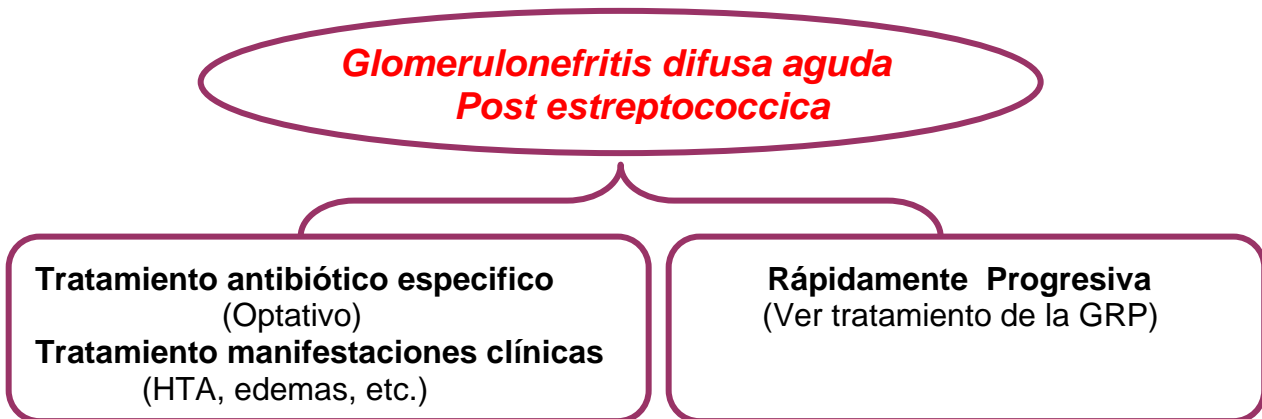 Glomerulonefritis difusa aguda
Post estreptococcica
Tratamiento antibiótico especifico
(Optativo)
Tratamiento manifestaciones clínicas
(HTA, edemas, etc.)
Rápidamente Progresiva
(Ver tratamiento de la GRP)